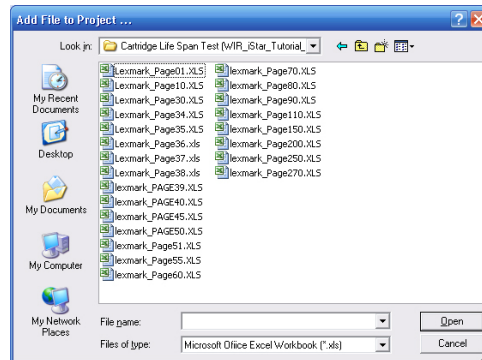 Add File to Project ...
Look in:
Cartridge Life Span Test (WIR_iStar_Tutorial_
My Recent
Documents
Desktop
My Documents
My Computer
My Network
Places
Lexmark_Page01.XLS
Lexmark_Page10.XLS
Lexmark_Page30.XLS
Lexmark_Page34.XLS
Lexmark_Page35.XLS
Lexmark_Page36.xls
Lexmark_Page37.xls
Lexmark_Page38.xls
lexmark_PAGE39.XLS
lexmark_PAGE40.XLS
lexmark_PAGE45.XLS
lexmark_PAGE50.XLS
lexmark_Page51.XLS
lexmark_Page55.XLS
lexmark_Page60.XLS
lexmark_Page70.XLS
lexmark_Page80.XLS
lexmark_Page90.XLS
lexmark_Page110.XLS
lexmark_Page150.XLS
lexmark_Page200.XLS
lexmark_Page250.XLS
lexmark_Page270.XLS
File name:
Open
Files of type:
Microsoft Ofiice Excel Workbook (*.xls)
Cancel